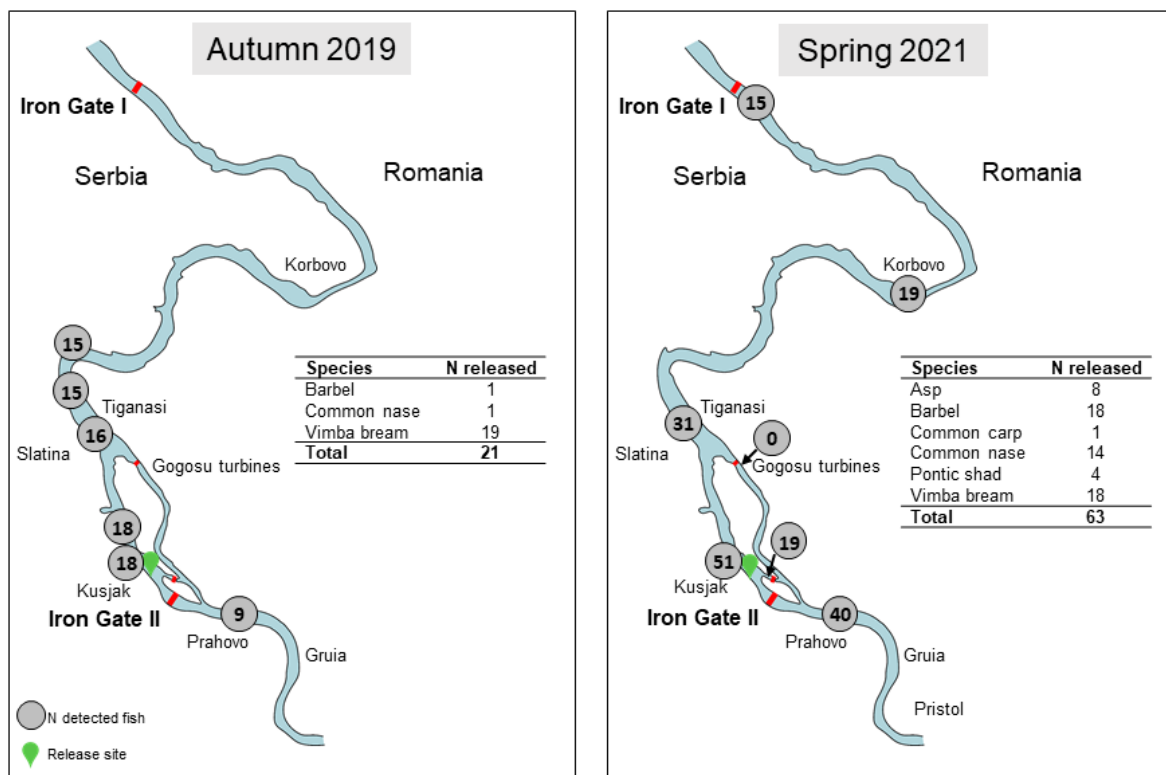 Autumn 2019
Iron Gate I
Serbia
Romania
Korbovo
15
15
Tiganasi
16
Slatina
Gogosu turbines
18
18
Kusjak
Iron Gate II
9
Prahovo
Gruia
Species N released
Barbel 1
Common nase 1
Vimba bream 19
Total 21
N detected fish
Release site
Spring 2021
15
Iron Gate I
Serbia
Romania
Korbovo
19
Tiganasi
31
0
Slatina
Gogosu turbines
19
51
Kusjak
Iron Gate II
40
Prahovo
Gruia
Pristol
Species N released
Asp 8
Barbel 18
Common carp 1
Common nase 14
Pontic shad 4
Vimba bream 18
Total 63